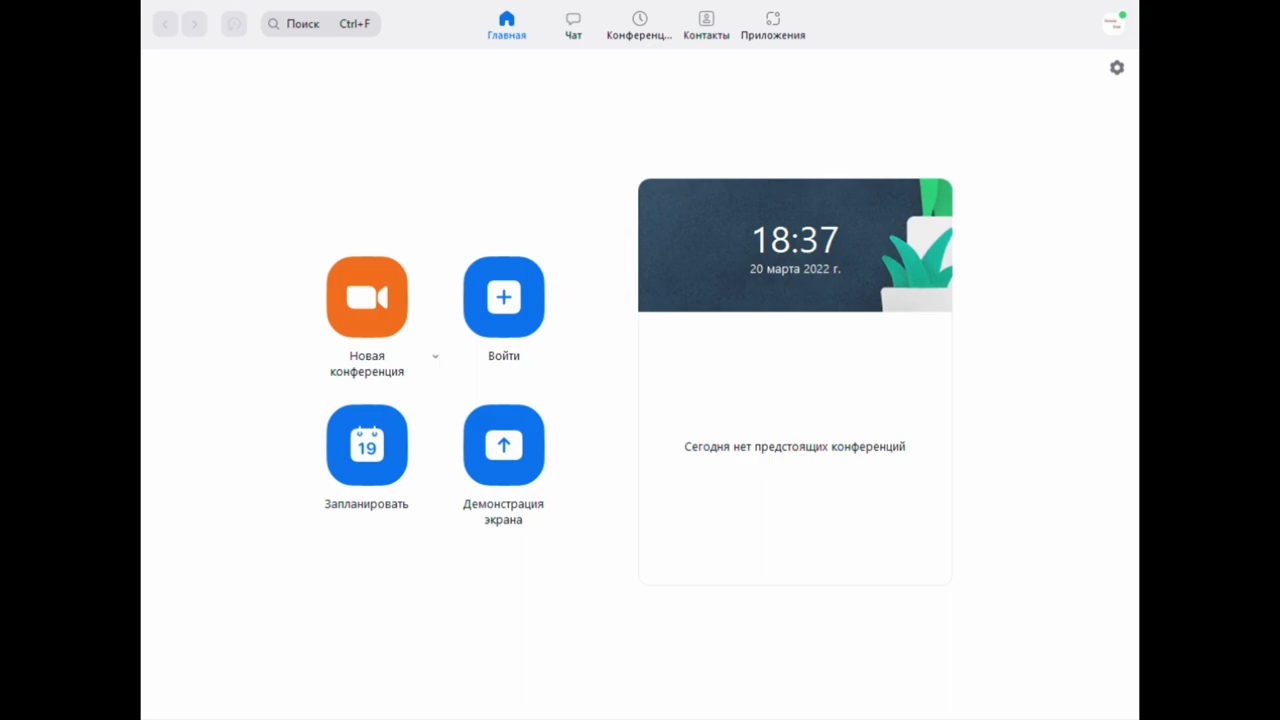 Поиск Ctrl+F
Главная
Чат
Конференц...
Контакты
Приложения
18:37
20 марта 2022 г.
Новая
конференция
Войти
19
Запланировать
Демонстрация
экрана
Сегодня нет предстоящих конференций